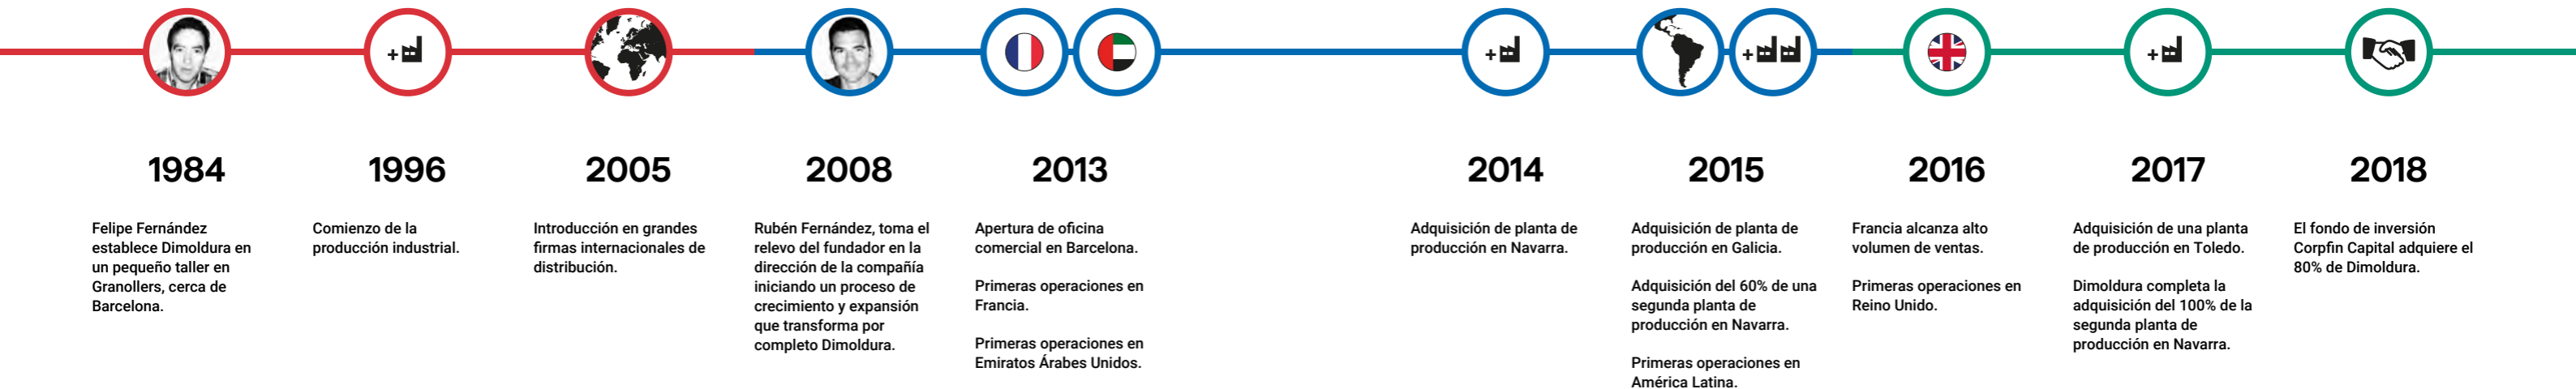 1984
Felipe Fernández
establece Dimoldura en
un pequeño taller en
Granollers, cerca de
Barcelona.
1996
Comienzo de la
producción industrial.
2005
Introducción en grandes
firmas internacionales de
distribución.
2008
Rubén Fernández, toma el
relevo del fundador en la
dirección de la compañía
iniciando un proceso de
crecimiento y expansión
que transforma por
completo Dimoldura.
2013
Apertura de oficina
comercial en Barcelona.
Primeras operaciones en
Francia.
Primeras operaciones en
Emiratos Árabes Unidos.
2014
Adquisición de planta de
producción en Navarra.
2015
Adquisición de planta de
producción en Galicia.
Adquisición del 60% de una
segunda planta de
producción en Navarra.
Primeras operaciones en
América Latina.
2016
Francia alcanza alto
volumen de ventas.
Primeras operaciones en
Reino Unido.
2017
Adquisición de una planta
de producción en Toledo.
Dimoldura completa la
adquisición del 100% de la
segunda planta de
producción en Navarra.
2018
El fondo de inversión
Corpfin Capital adquiere el
80% de Dimoldura.